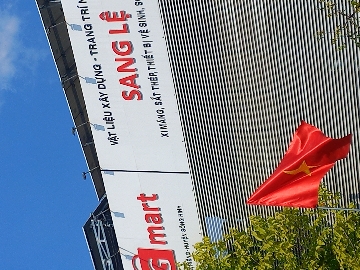 VẬT LIỆU XÂY DỰNG - TRANG TRÍ N
SANG LỆ
XI MĂNG, SẮT THÉP THIẾT BỊ VỆ SINH, S
G mart